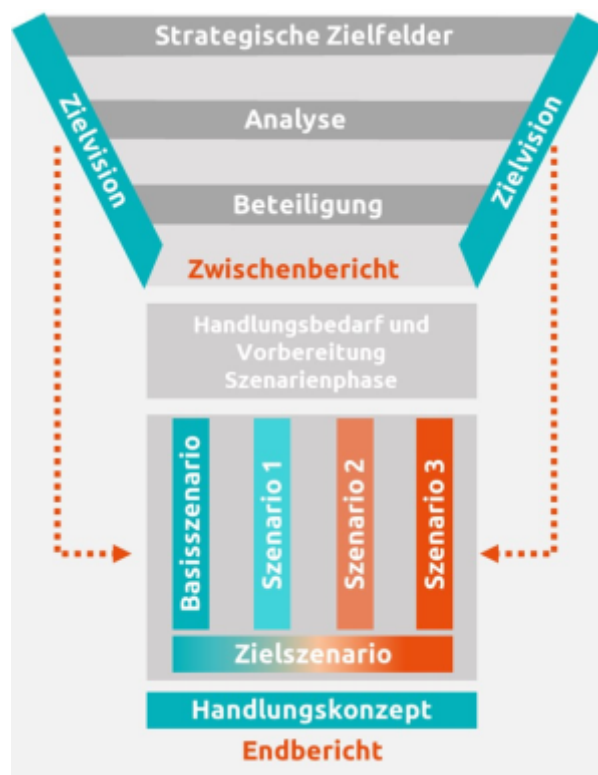 Strategische Zielfelder
Zielvision
Zielvision
Analyse
Beteiligung
Zwischenbericht
Handlungsbedarf und
Vorbereitung
Szenarienphase
Basisszenario
Szenario 1
Szenario 2
Szenario 3
Zielszenario
Handlungskonzept
Endbericht